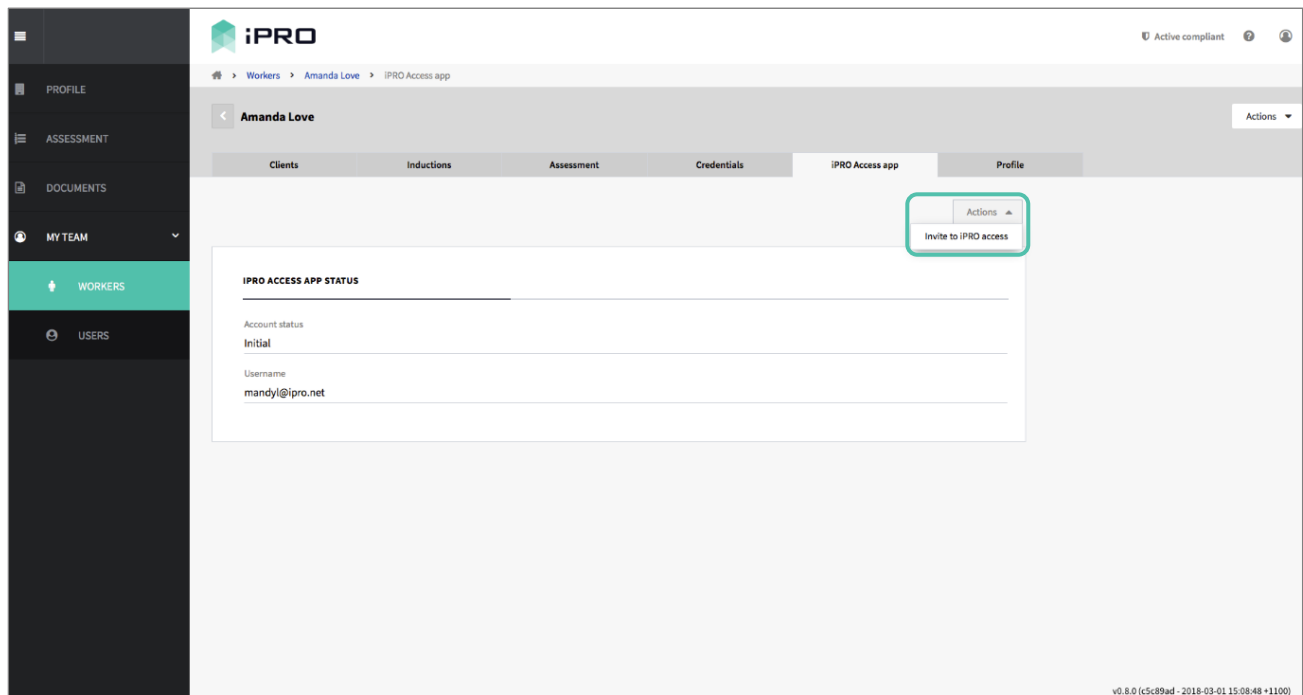 iPRO
Active compliant
Workers > Amanda Love > iPRO Access app
PROFILE
Amanda Love
Actions
ASSESSMENT
Clients Inductions Assessment Credentials iPRO Access app Profile
DOCUMENTS
Actions
MY TEAM
Invite to iPRO access
WORKERS
IPRO ACCESS APP STATUS
USERS
Account status
Initial
Username
mandyl@ipro.net
v0.8.0 (c5c89ad - 2018-03-01 15:08:48 +1100)